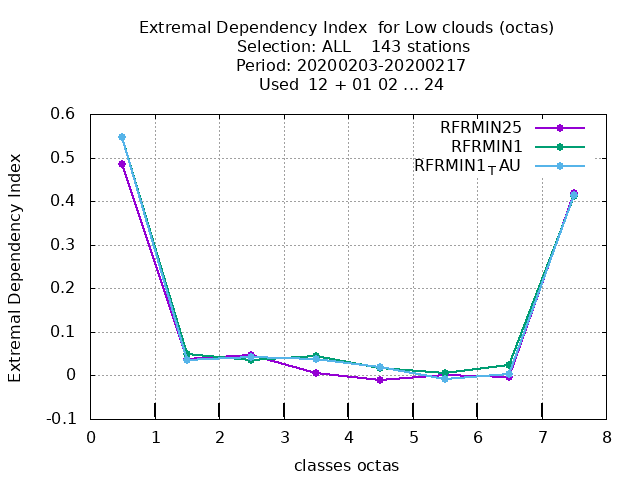 Extremal Dependency Index  for Low clouds (octas)
Selection: ALL    143 stations
Period: 20200203-20200217
Used  12 + 01 02 ... 24
RFRMIN25
RFRMIN1
RFRMIN1TAU
Extremal Dependency Index
0.6
0.5
0.4
0.3
0.2
0.1
0
-0.1
0 1 2 3 4 5 6 7 8
classes octas